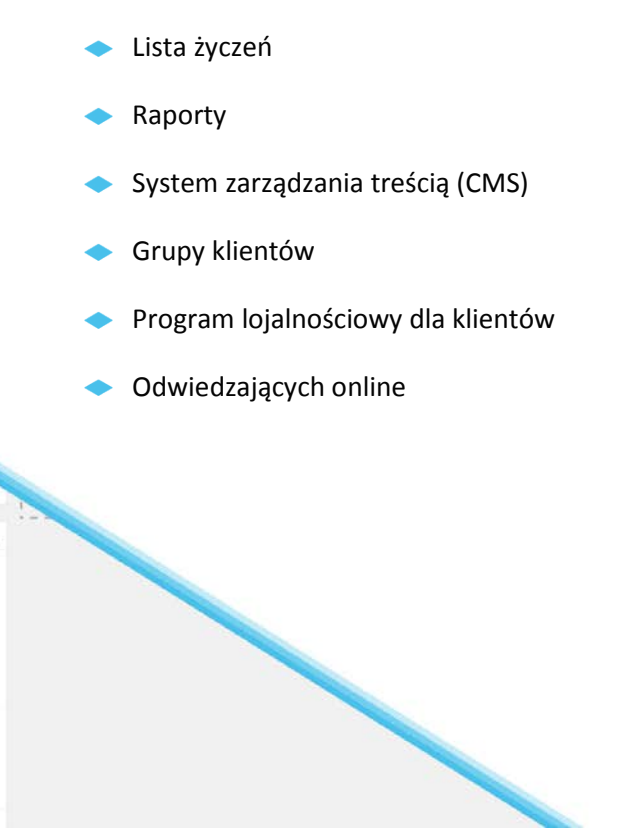 Lista życzeń
Raporty
System zarządzania treścią (CMS)
Grupy klientów
Program lojalnościowy dla klientów
Odwiedzających online